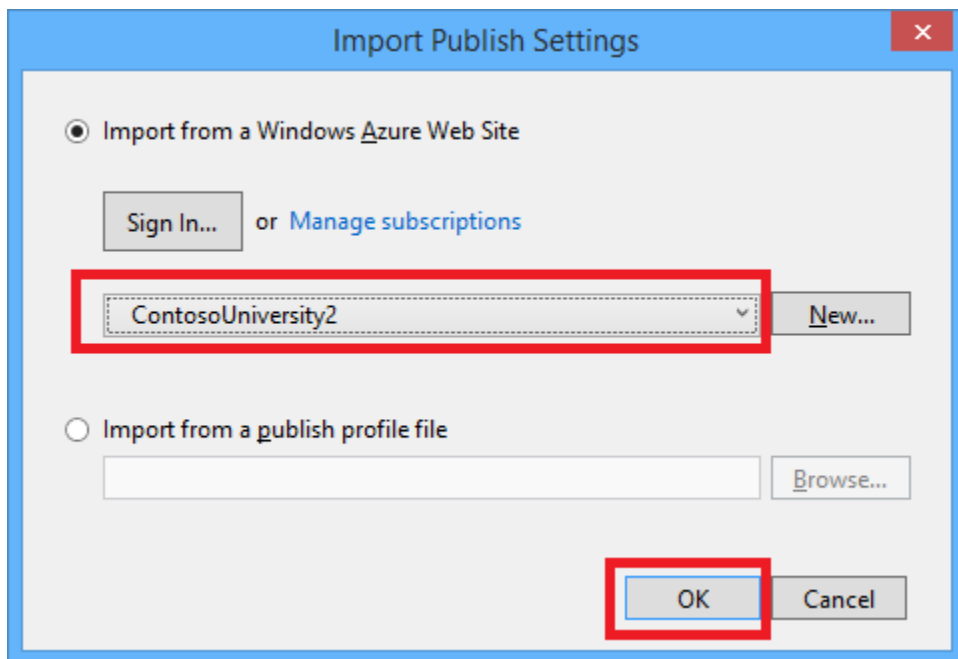 Import Publish Settings
Import from a Windows Azure Web Site
Sign In... or Manage subscriptions
ContosoUniversity2 New...
Import from a publish profile file
Browse...
OK Cancel